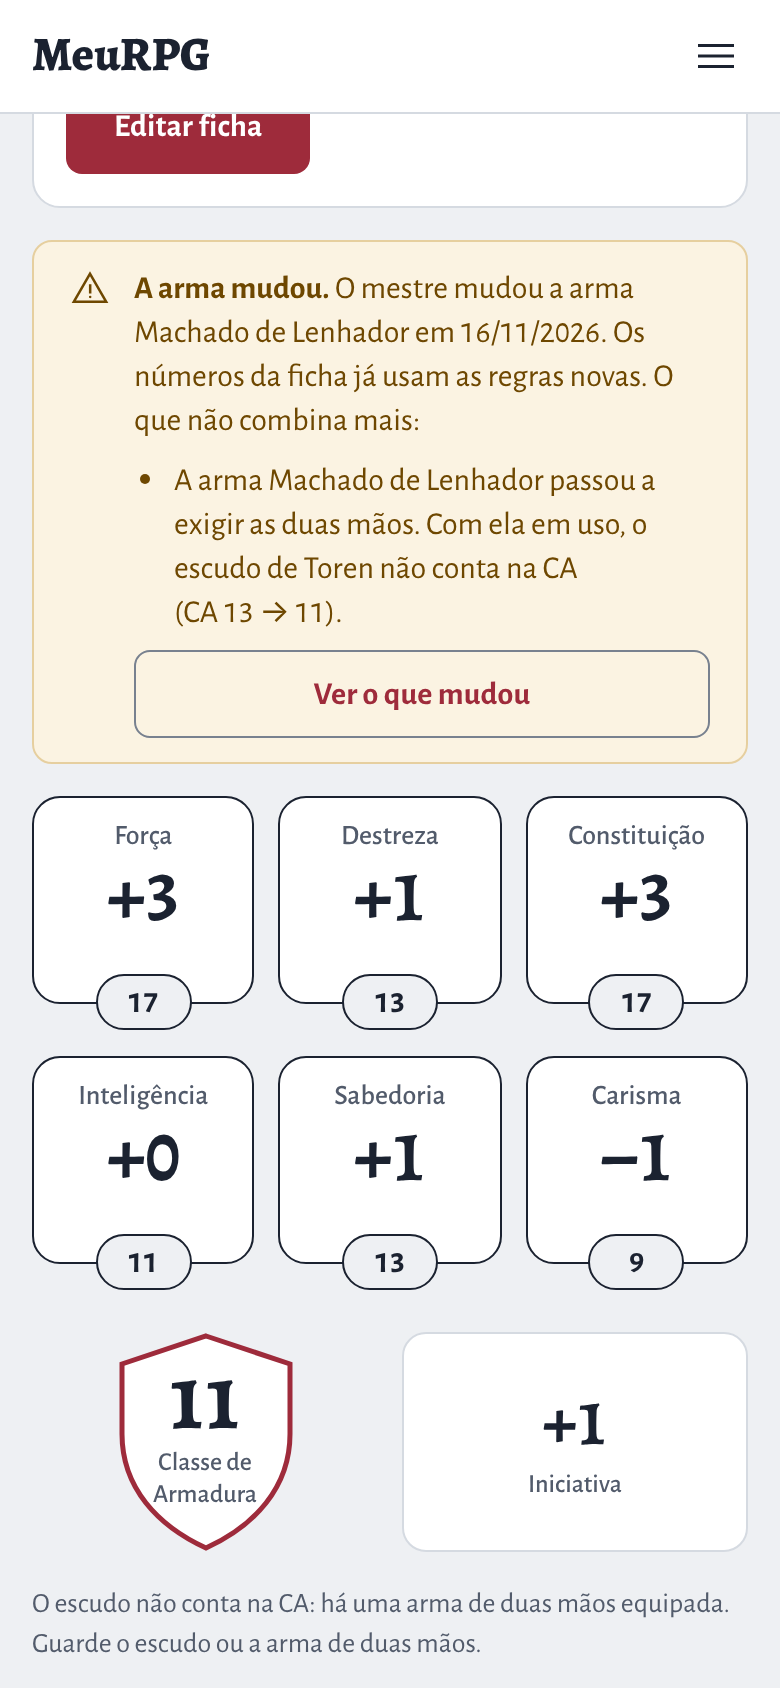 MeuRPG
Editar ficha
A arma mudou. O mestre mudou a arma
Machado de Lenhador em 16/11/2026. Os
números da ficha já usam as regras novas. O
que não combina mais:
• A arma Machado de Lenhador passou a
exigir as duas mãos. Com ela em uso, o
escudo de Toren não conta na CA
(CA 13 → 11).
Ver o que mudou
Força
+3
17
Destreza
+1
13
Constituição
+3
17
Inteligência
+0
11
Sabedoria
+1
13
Carisma
−1
9
11
Classe de
Armadura
+1
Iniciativa
O escudo não conta na CA: há uma arma de duas mãos equipada.
Guarde o escudo ou a arma de duas mãos.